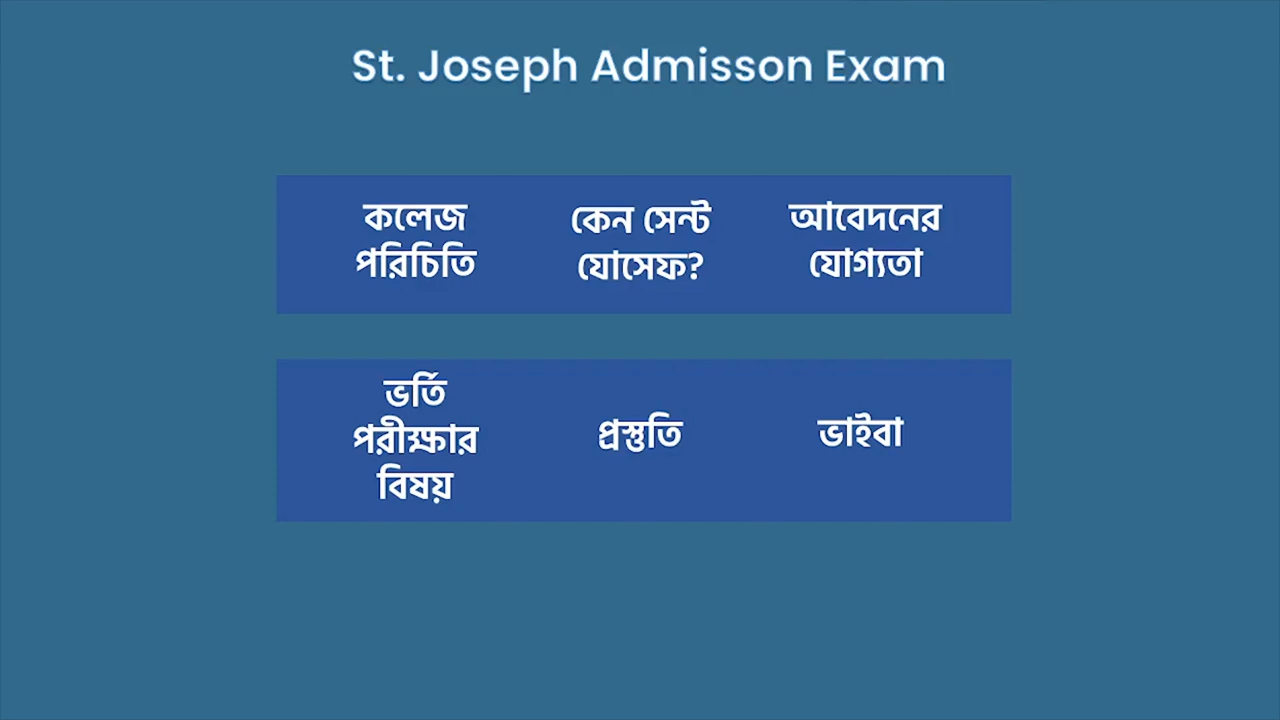 St. Joseph Admisson Exam
কলেজ
পরিচিতি
কেন সেন্ট
যোসেফ?
আবেদনের
যোগ্যতা
ভর্তি
পরীক্ষার
বিষয়
প্রস্তুতি
ভাইবা